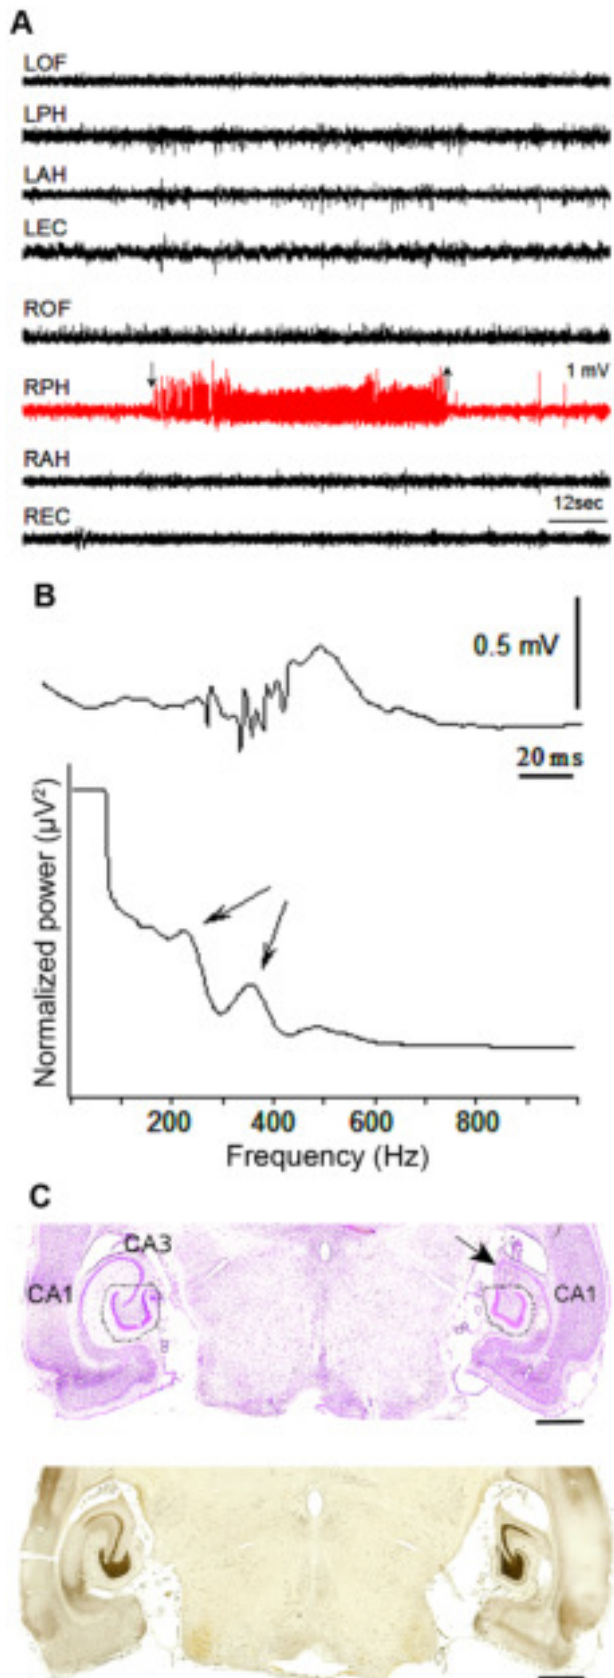 A
LOF
LPH
LAH
LEC
ROF
RPH
1 mV
RAH
12sec
REC
B
0.5 mV
20 ms
Normalized power (µV²)
200 400 600 800
Frequency (Hz)
C
CA3
CA1
CA1